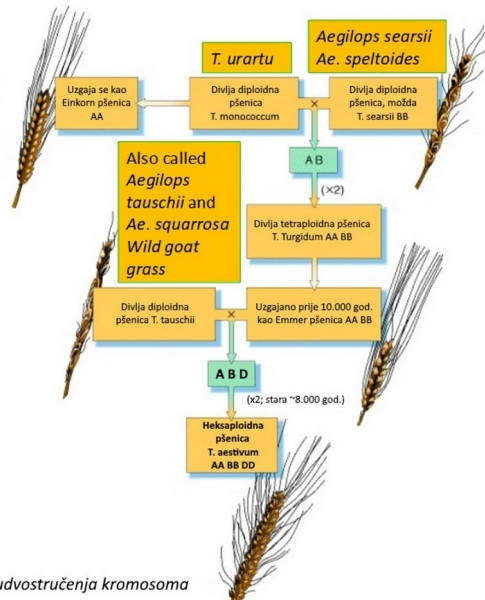 T. urartu
Aegilops searsii
Ae. speltoides
Uzgaja se kao
Einkorn pšenica
AA
Divlja diploidna
pšenica
T. monococcum
×
Divlja diploidna
pšenica, možda
T. searsii BB
A B
(×2)
Also called
Aegilops
tauschii and
Ae. squarrosa
Wild goat
grass
Divlja tetraploidna pšenica
T. Turgidum AA BB
Divlja diploidna
pšenica T. tauschii
×
Uzgajano prije 10.000 god.
kao Emmer pšenica AA BB
A B D
(x2; stara ~8.000 god.)
Heksaploidna
pšenica
T. aestivum
AA BB DD
udvostručenja kromosoma